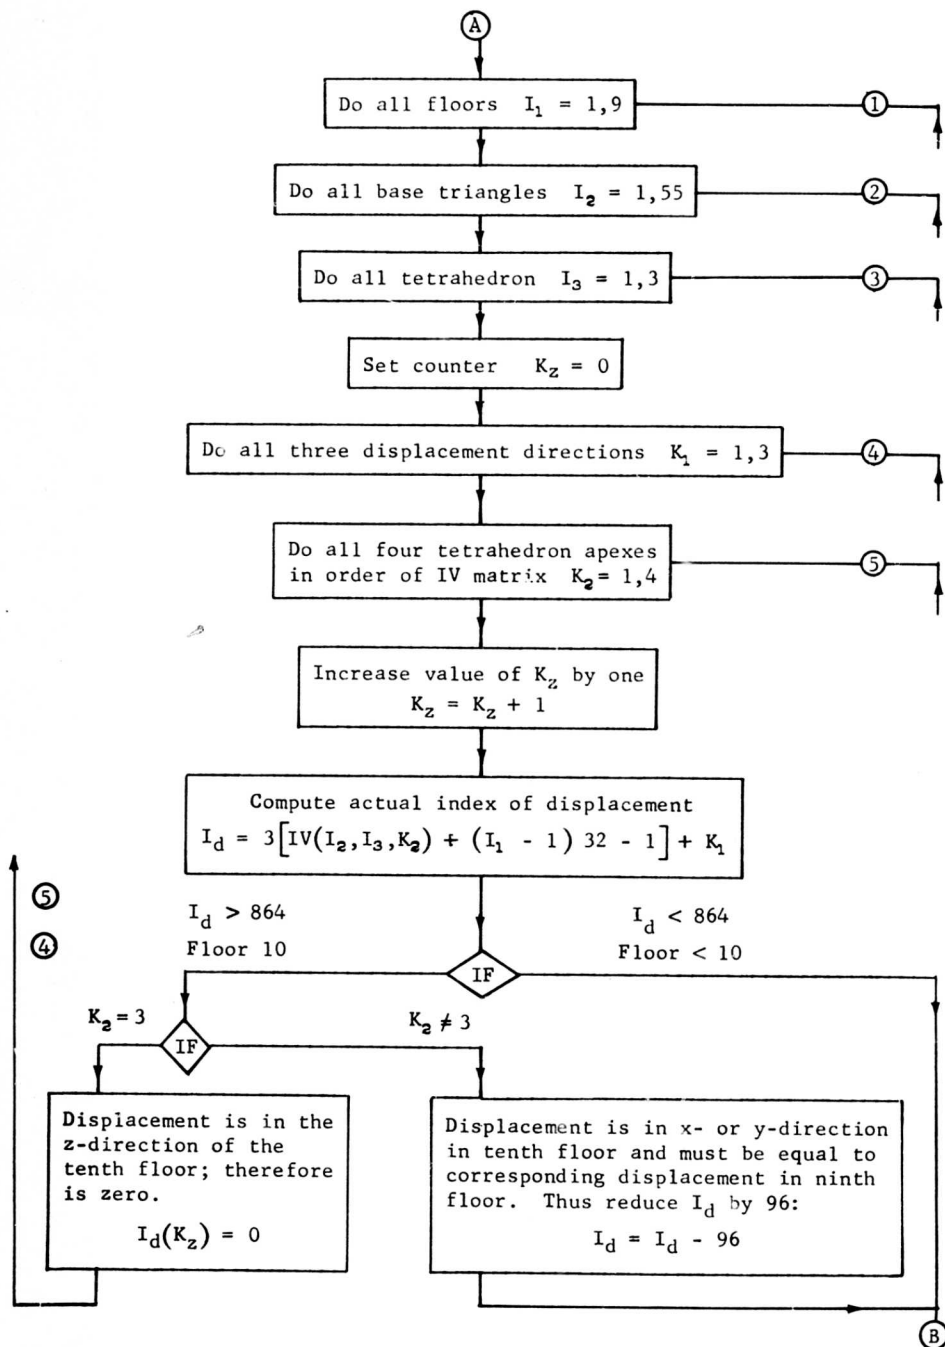 A
Do all floors I₁ = 1,9
1
Do all base triangles I₂ = 1,55
2
Do all tetrahedron I₃ = 1,3
3
Set counter K_z = 0
Do all three displacement directions K₁ = 1,3
4
Do all four tetrahedron apexes
in order of IV matrix K₂ = 1,4
5
Increase value of K_z by one
K_z = K_z + 1
Compute actual index of displacement
I_d = 3[IV(I₂,I₃,K₂) + (I₁ - 1) 32 - 1] + K₁
5
4
I_d > 864
Floor 10
I_d < 864
Floor < 10
IF
K₂ = 3
K₂ ≠ 3
IF
Displacement is in the
z-direction of the
tenth floor; therefore
is zero.
I_d(K_z) = 0
Displacement is in x- or y-direction
in tenth floor and must be equal to
corresponding displacement in ninth
floor. Thus reduce I_d by 96:
I_d = I_d - 96
B